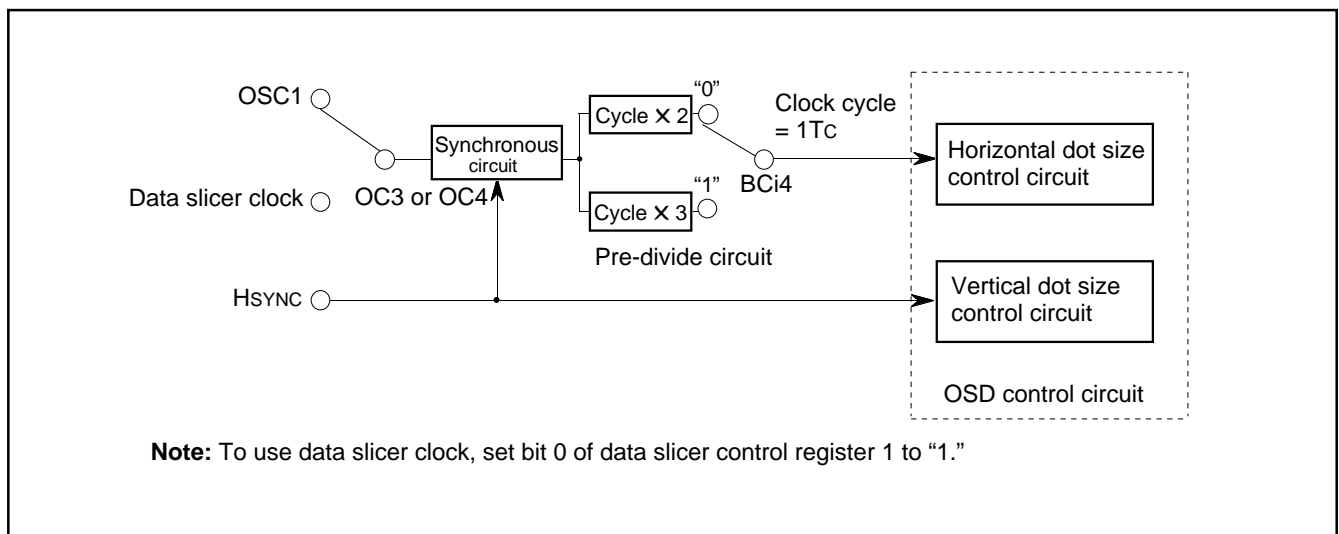 OSC1
Data slicer clock
OC3 or OC4
HSYNC
Synchronous
circuit
Cycle × 2
"0"
Cycle × 3
"1"
BCi4
Pre-divide circuit
Clock cycle
= 1TC
Horizontal dot size
control circuit
Vertical dot size
control circuit
OSD control circuit
Note: To use data slicer clock, set bit 0 of data slicer control register 1 to “1.”